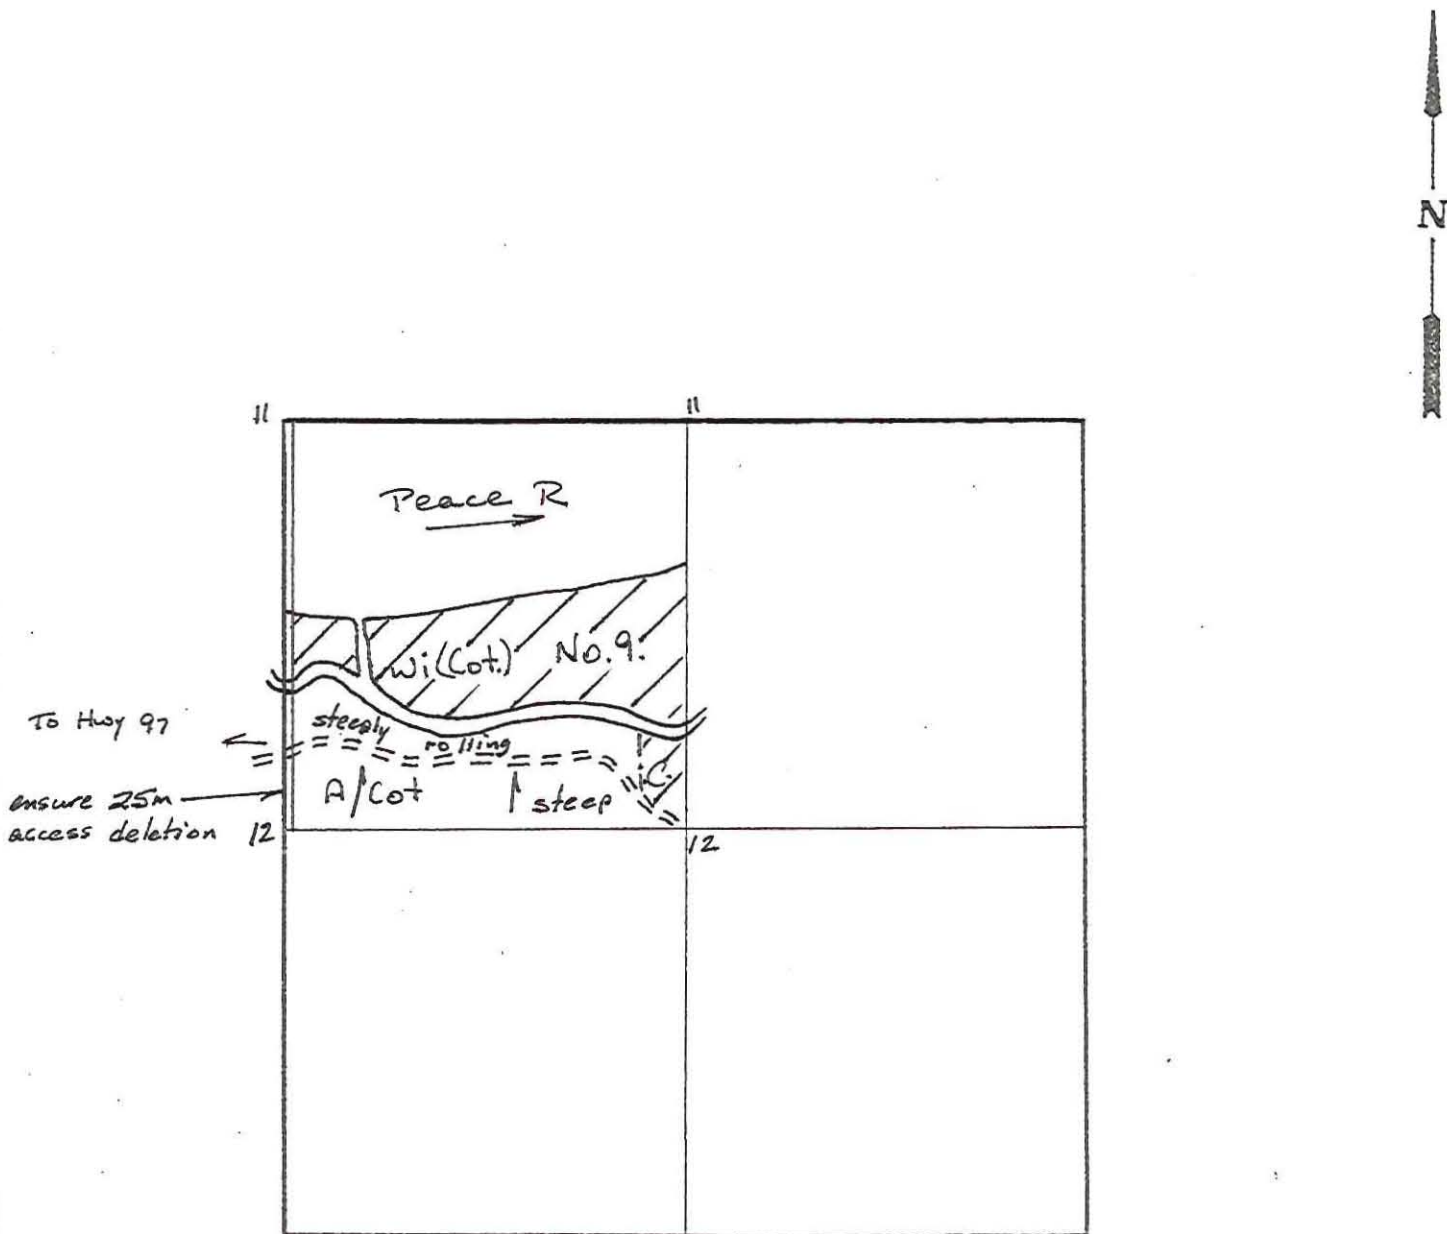 N
11
11
Peace R
Wi(Cot.) No. 9.
To Hwy 97
steeply
rolling
C.
ensure 25m
access deletion
A/Cot
steep
12
12